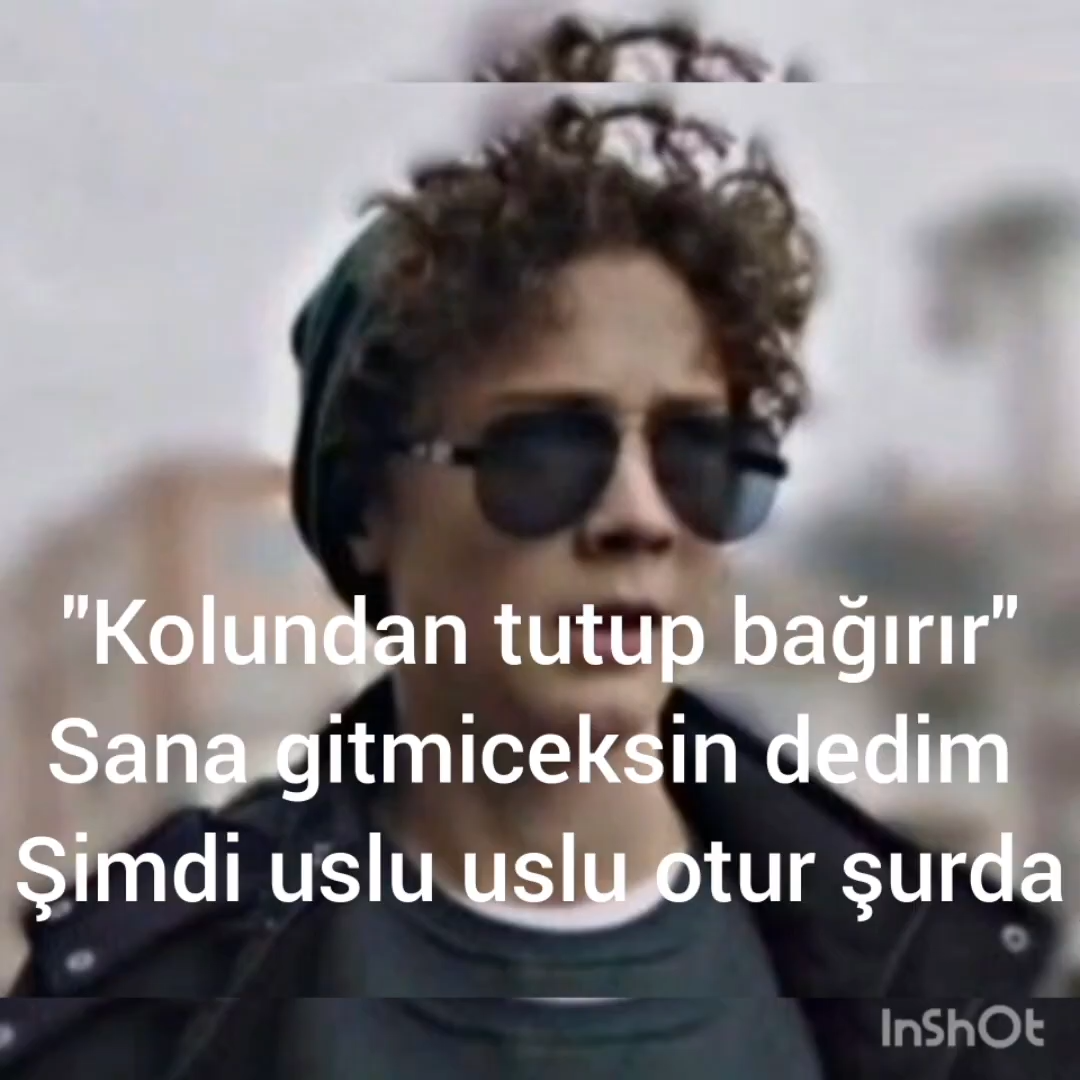 "Kolundan tutup bağırır"
Sana gitmiceksin dedim
Şimdi uslu uslu otur şurda
InShOt